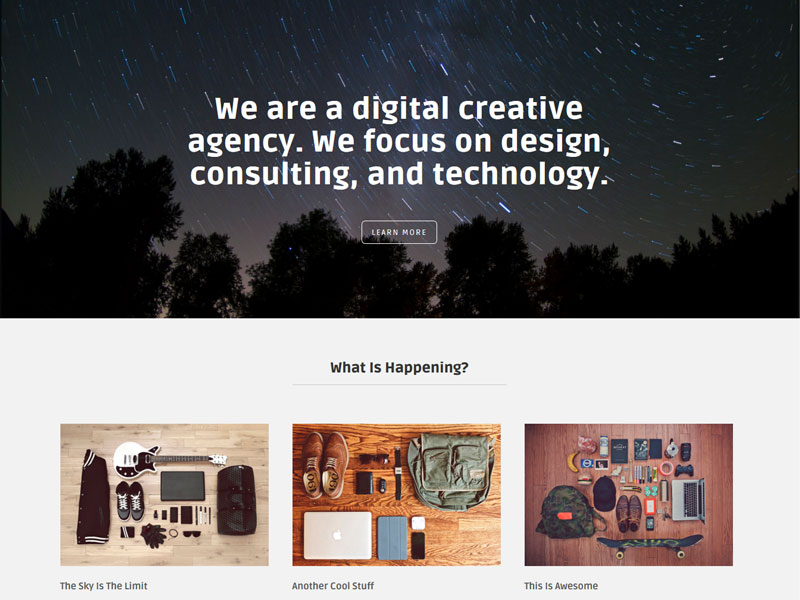 We are a digital creative
agency. We focus on design,
consulting, and technology.
LEARN MORE
What Is Happening?
The Sky Is The Limit
Another Cool Stuff
This Is Awesome